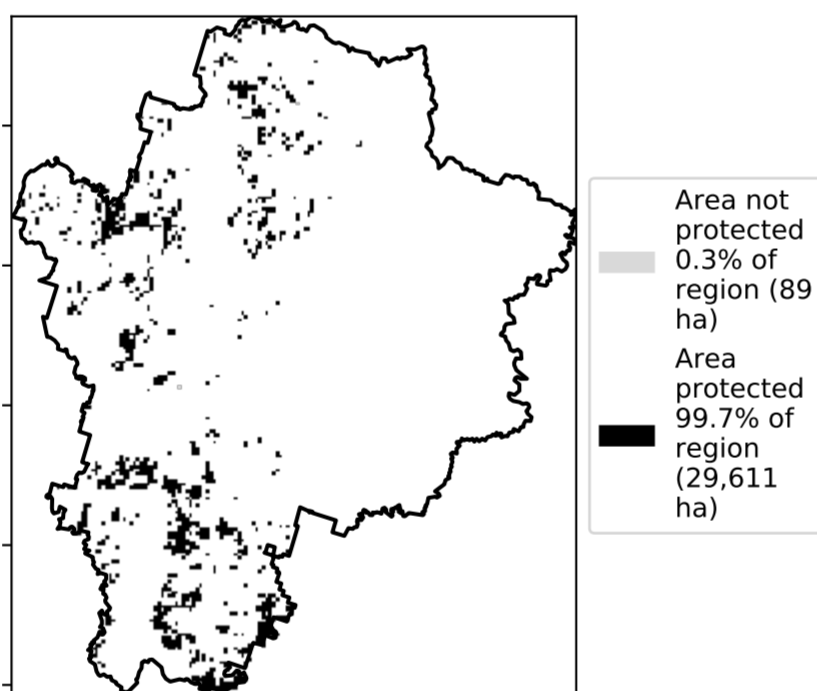 Area not
protected
0.3% of
region (89
ha)
Area
protected
99.7% of
region
(29,611
ha)